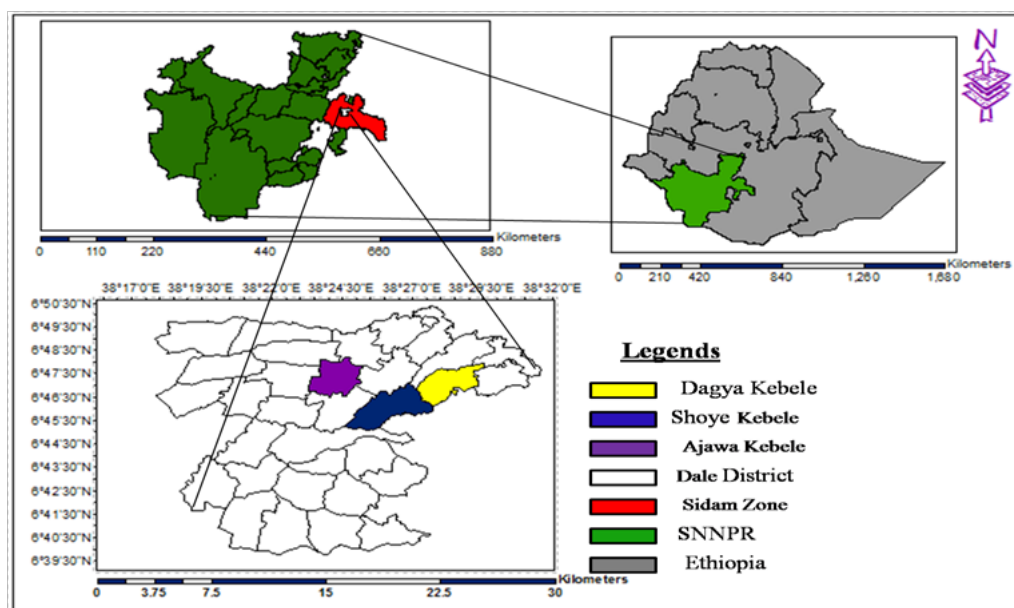 N
Kilometers
0 110 220 440 660 880
Kilometers
0 210 420 840 1,260 1,680
38°17'0"E 38°19'30"E 38°22'0"E 38°24'30"E 38°27'0"E 38°29'30"E 38°32'0"E
6°50'30"N
6°49'30"N
6°48'30"N
6°47'30"N
6°46'30"N
6°45'30"N
6°44'30"N
6°43'30"N
6°42'30"N
6°41'30"N
6°40'30"N
6°39'30"N
Kilometers
0 3.75 7.5 15 22.5 30
Legends
Dagya Kebele
Shoye Kebele
Ajawa Kebele
Dale District
Sidam Zone
SNNPR
Ethiopia